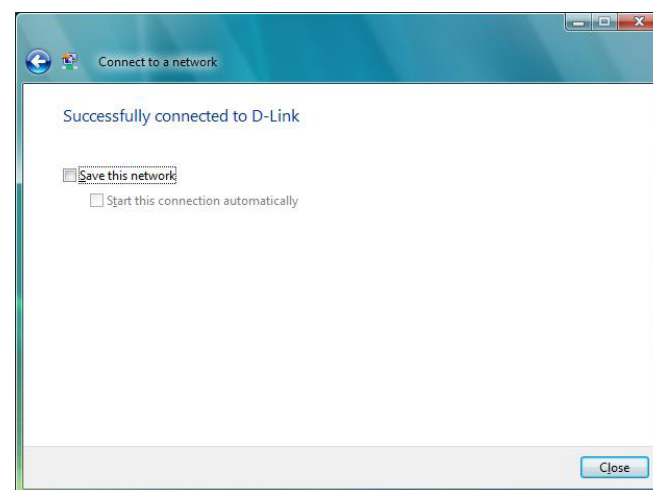 Connect to a network
Successfully connected to D-Link
Save this network
Start this connection automatically
Close